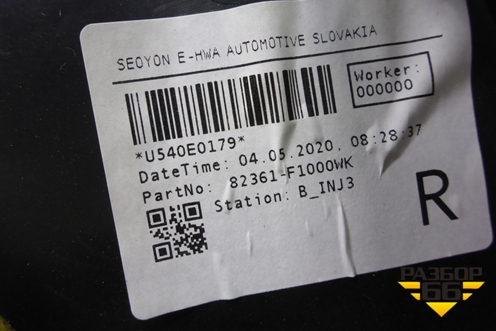 SEOYON E-HWA AUTOMOTIVE SLOVAKIA
Worker:
000000
*U540E0179*
DateTime: 04.05.2020, 08:28:37
PartNo: 82361-F1000WK
Station: B_INJ3
R
РАЗБОР
66